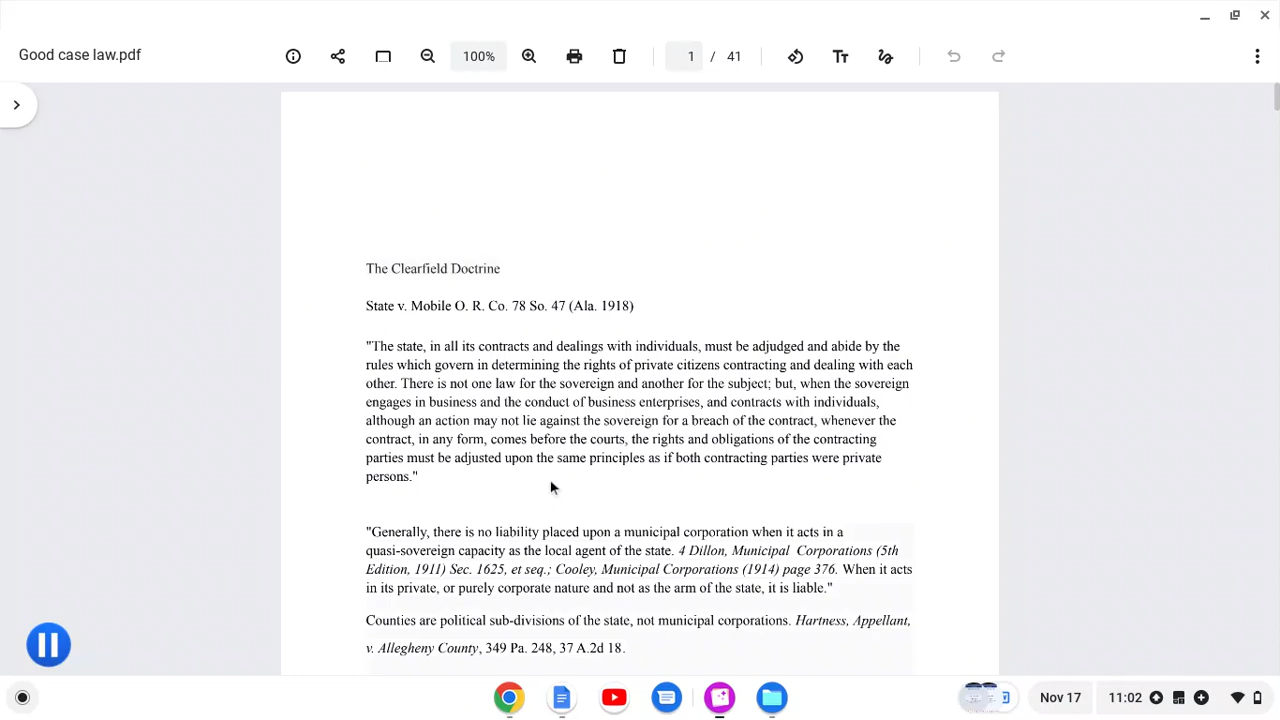 Good case law.pdf
100%
1 / 41
The Clearfield Doctrine
State v. Mobile O. R. Co. 78 So. 47 (Ala. 1918)
"The state, in all its contracts and dealings with individuals, must be adjudged and abide by the
rules which govern in determining the rights of private citizens contracting and dealing with each
other. There is not one law for the sovereign and another for the subject; but, when the sovereign
engages in business and the conduct of business enterprises, and contracts with individuals,
although an action may not lie against the sovereign for a breach of the contract, whenever the
contract, in any form, comes before the courts, the rights and obligations of the contracting
parties must be adjusted upon the same principles as if both contracting parties were private
persons."
"Generally, there is no liability placed upon a municipal corporation when it acts in a
quasi-sovereign capacity as the local agent of the state. 4 Dillon, Municipal Corporations (5th
Edition, 1911) Sec. 1625, et seq.; Cooley, Municipal Corporations (1914) page 376. When it acts
in its private, or purely corporate nature and not as the arm of the state, it is liable."
Counties are political sub-divisions of the state, not municipal corporations. Hartness, Appellant,
v. Allegheny County, 349 Pa. 248, 37 A.2d 18.
Nov 17
11:02